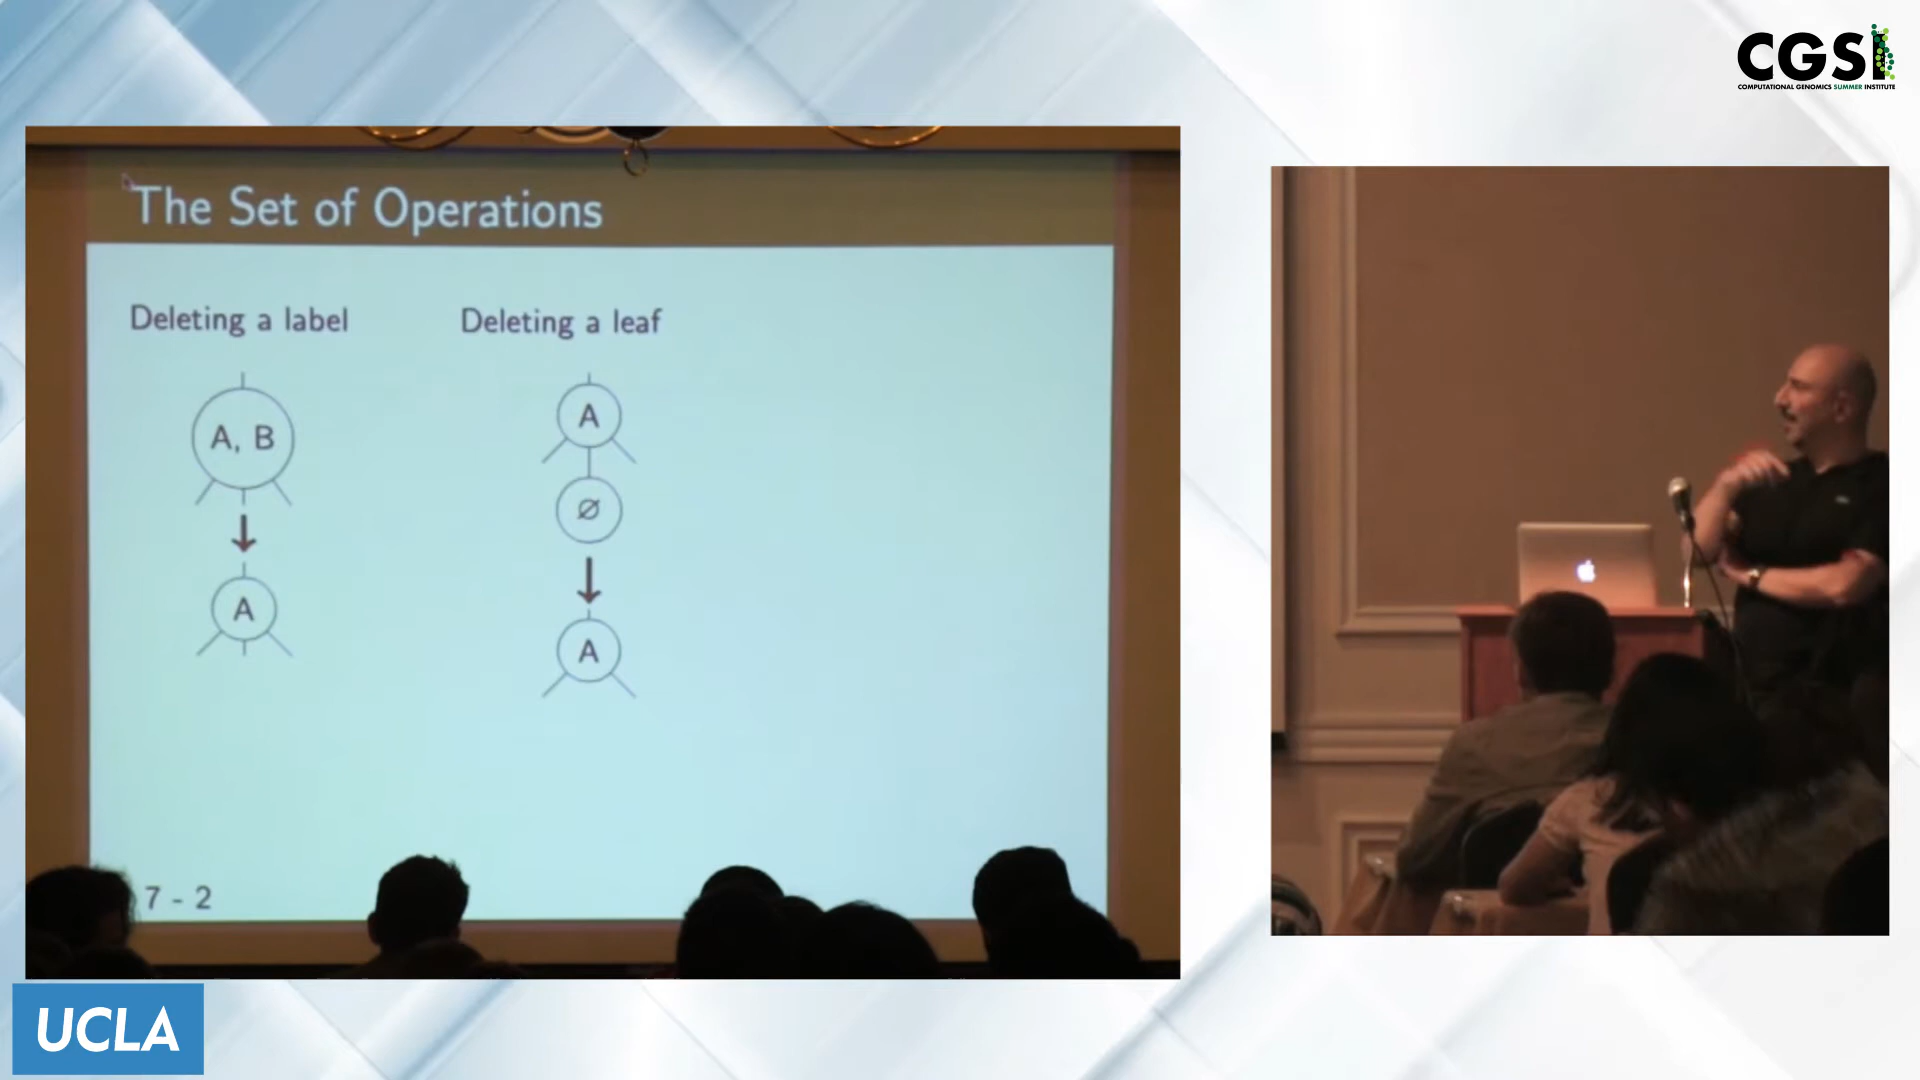 CGSI
COMPUTATIONAL GENOMICS SUMMER INSTITUTE
The Set of Operations
Deleting a label
Deleting a leaf
A, B
A
A
∅
A
7 - 2
UCLA